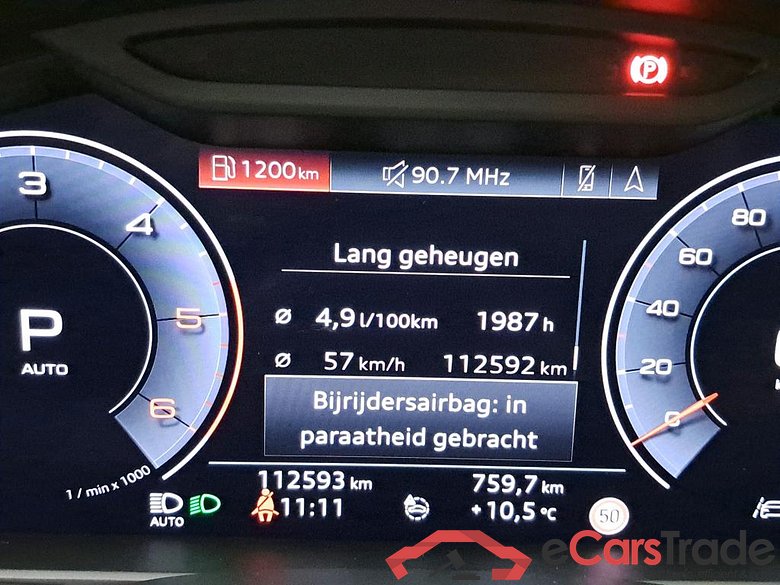 1200 km
90.7 MHz
Lang geheugen
Ø 4,9 l/100km 1987 h
Ø 57 km/h 112592 km
Bijrijdersairbag: in
paraatheid gebracht
112593 km 759,7 km
11:11 +10,5 °C
50
AUTO
P
AUTO
3
4
5
6
1 / min x 1000
80
60
40
20
0
P
eCarsTrade